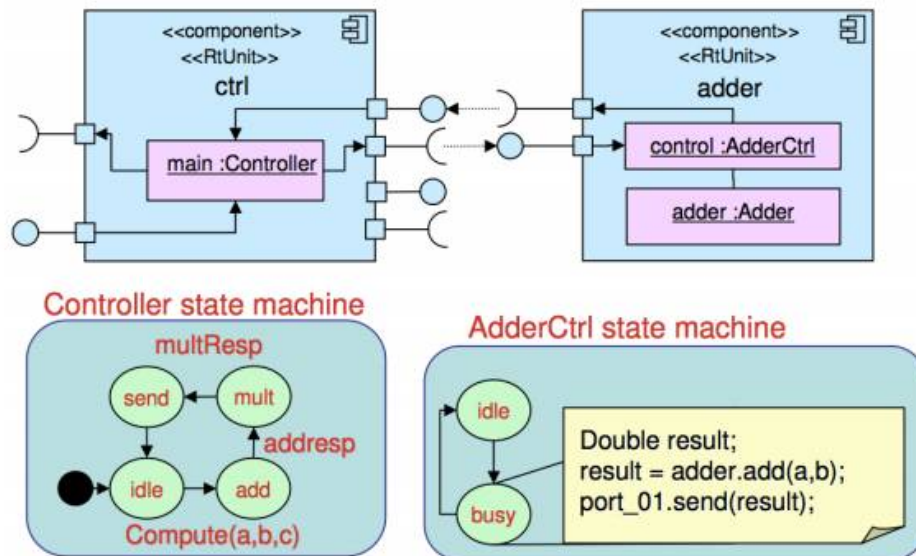 <<component>>
<<RtUnit>>
ctrl
main :Controller
<<component>>
<<RtUnit>>
adder
control :AdderCtrl
adder :Adder
Controller state machine
multResp
send
mult
addresp
idle
add
Compute(a,b,c)
AdderCtrl state machine
idle
busy
Double result;
result = adder.add(a,b);
port_01.send(result);